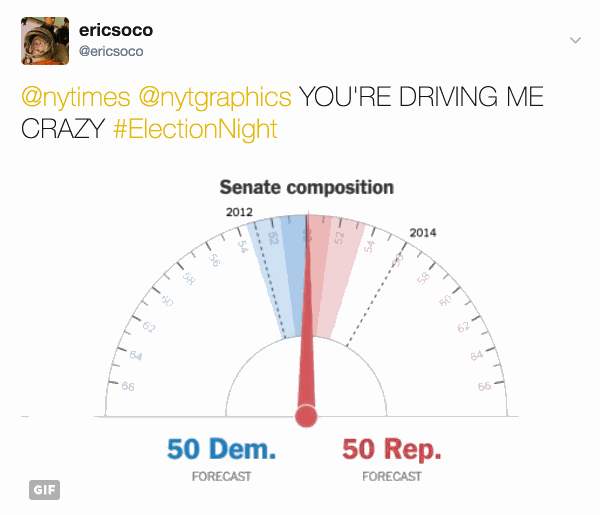 ericsoco
@ericsoco
@nytimes @nytgraphics YOU'RE DRIVING ME
CRAZY #ElectionNight
Senate composition
2012
2014
54
52
52
54
56
58
60
62
64
66
58
60
62
64
66
50 Dem.
50 Rep.
FORECAST
FORECAST
GIF